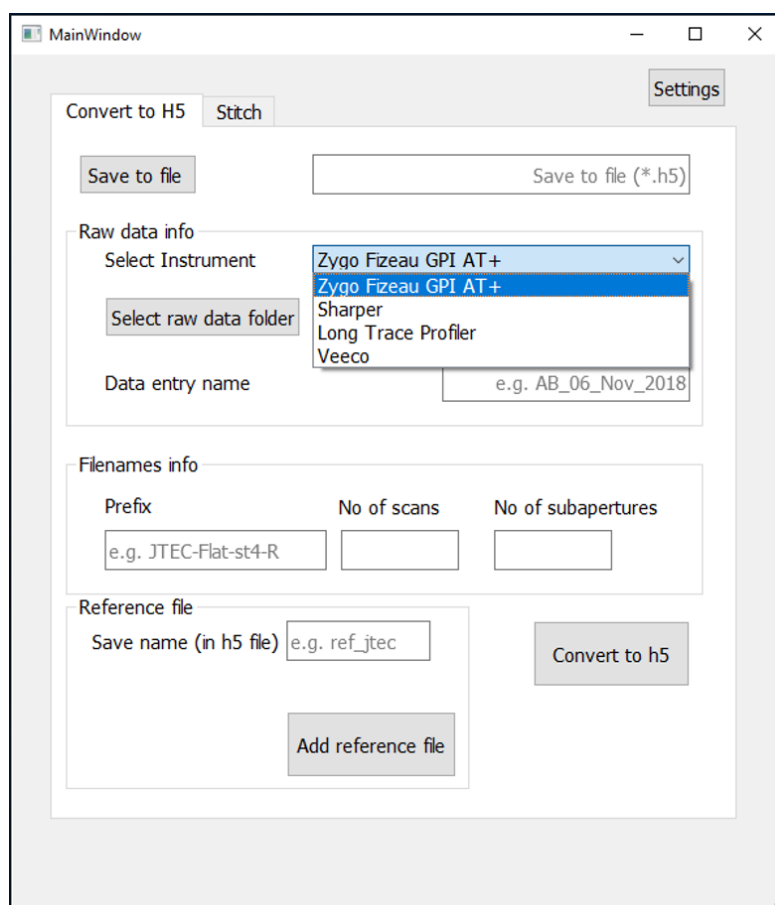 MainWindow
Settings
Convert to H5 Stitch
Save to file Save to file (*.h5)
Raw data info
Select Instrument Zygo Fizeau GPI AT+
Zygo Fizeau GPI AT+
Select raw data folder Sharper
Long Trace Profiler
Veeco
Data entry name e.g. AB_06_Nov_2018
Filenames info
Prefix No of scans No of subapertures
e.g. JTEC-Flat-st4-R
Reference file
Save name (in h5 file) e.g. ref_jtec
Convert to h5
Add reference file